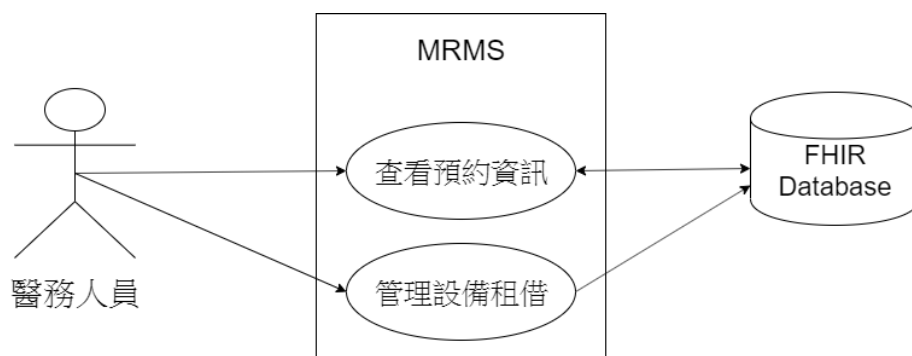 MRMS
查看預約資訊
FHIR
Database
管理設備租借
醫務人員